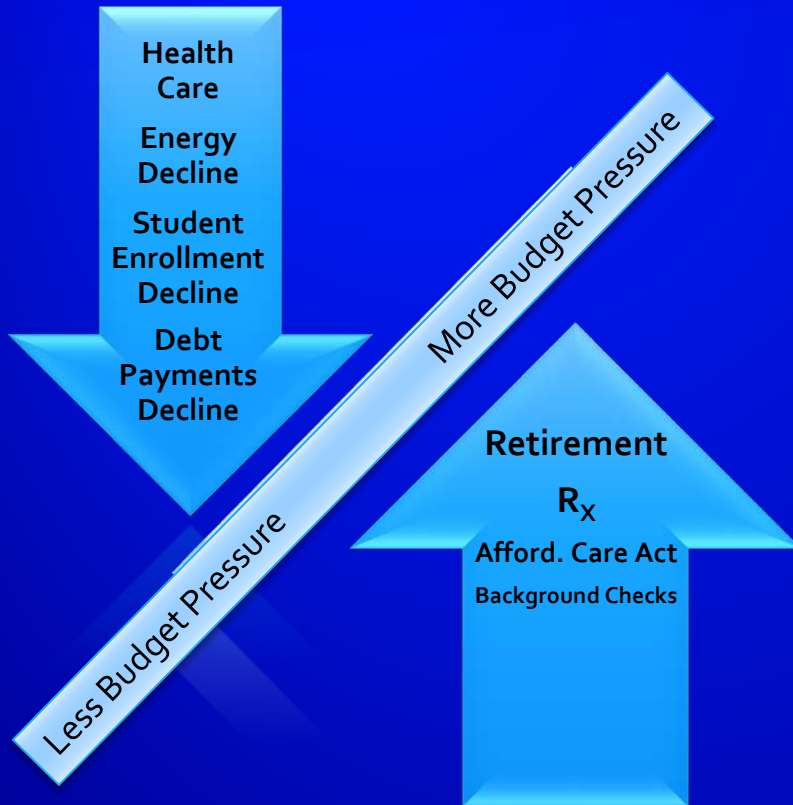 Health
Care
Energy
Decline
Student
Enrollment
Decline
Debt
Payments
Decline
More Budget Pressure
Less Budget Pressure
Retirement
RX
Afford. Care Act
Background Checks